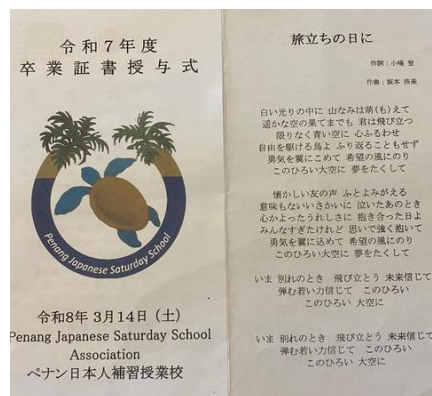 令和7年度
卒業証書授与式
Penang Japanese Saturday School
令和8年3月14日（土）
Penang Japanese Saturday School
Association
ペナン日本人補習授業校
旅立ちの日に
作詞：小嶋 登
作曲：坂本 浩美
白い光りの中に 山なみは萌(も)えて
遥かな空の果てまでも 君は飛び立つ
限りなく青い空に 心ふるわせ
自由を駆ける鳥よ ふり返ることもせず
勇気を翼にこめて 希望の風にのり
このひろい大空に 夢をたくして
懐かしい友の声 ふとよみがえる
意味もないいさかいに 泣いたあのとき
心かよったうれしさに 抱き合った日よ
みんなすぎたけれど 思いで強く抱いて
勇気を翼に込めて 希望の風にのり
このひろい大空に 夢をたくして
いま 別れのとき 飛び立とう 未来信じて
弾む若い力信じて このひろい
このひろい 大空に
いま 別れのとき 飛び立とう 未来信じて
弾む若い力信じて このひろい
このひろい 大空に